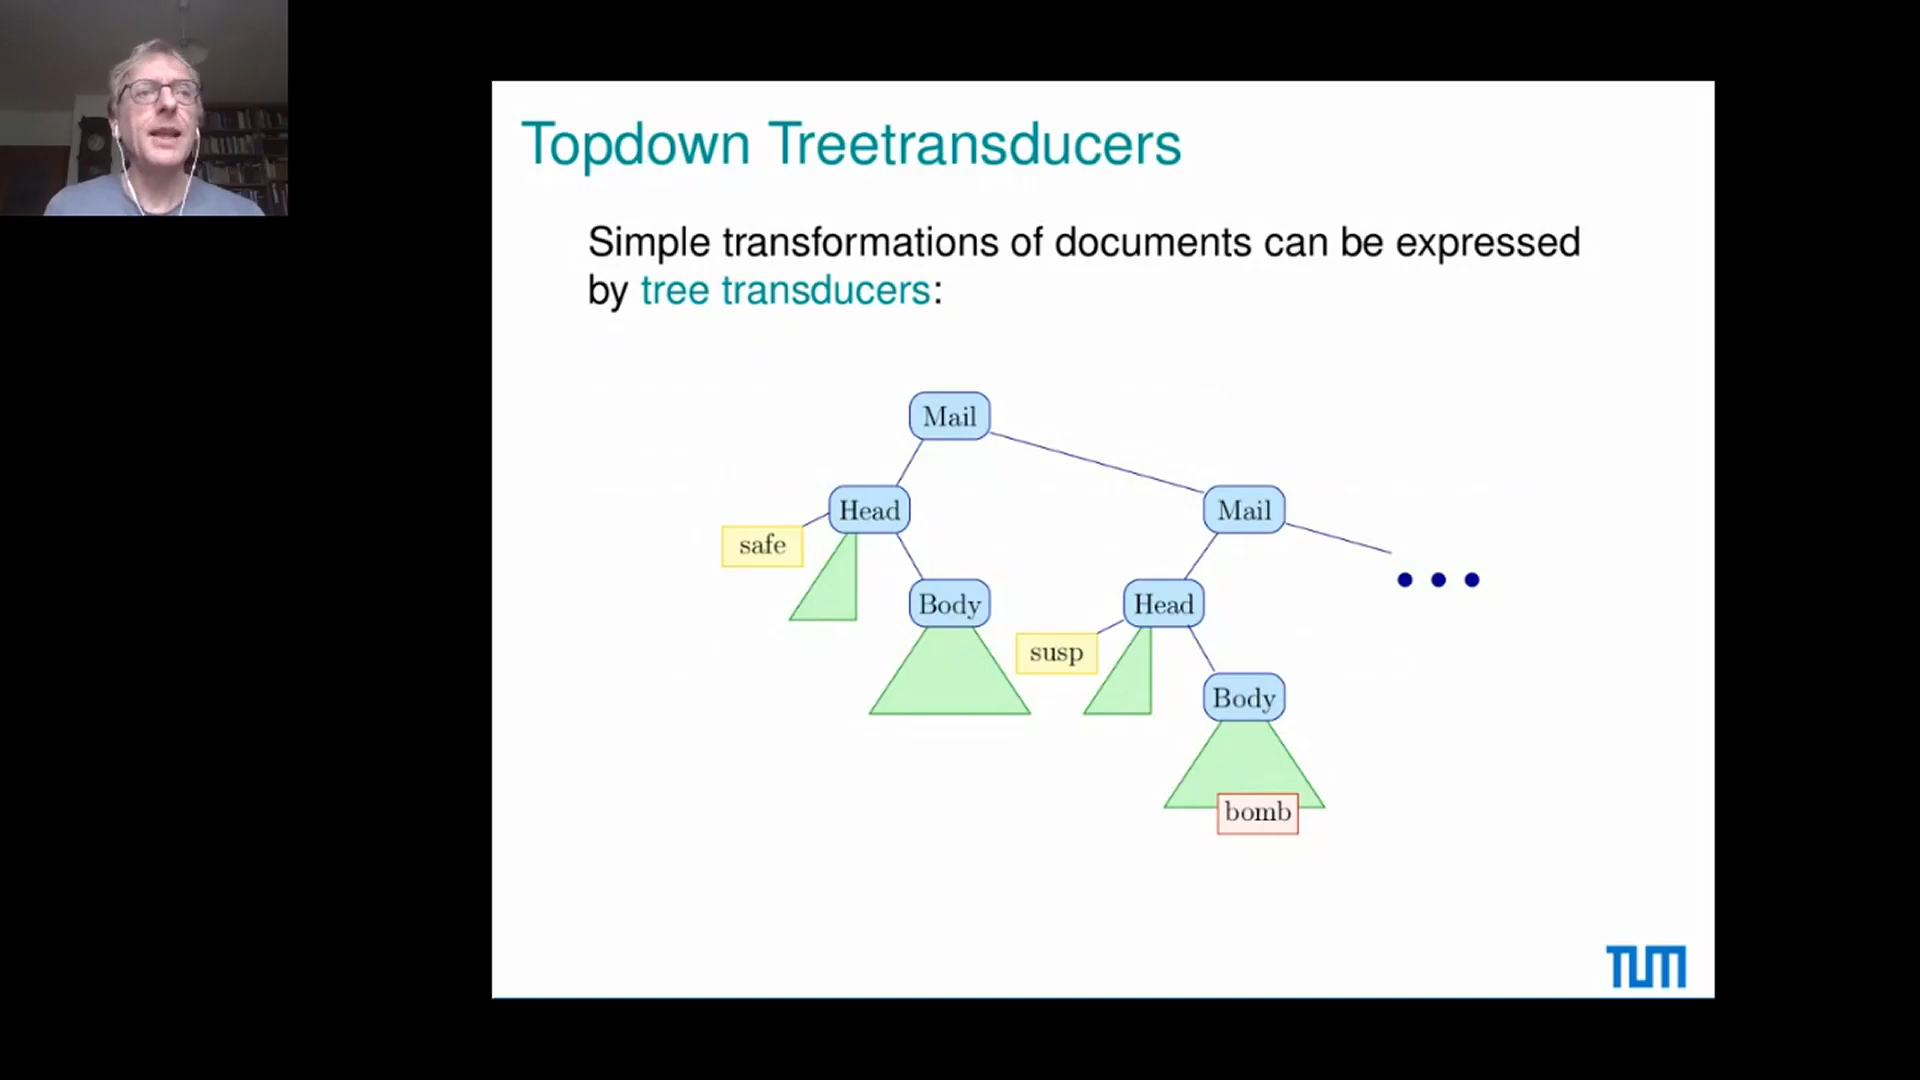 Topdown Treetransducers
Simple transformations of documents can be expressed
by tree transducers:
Mail
Head
Mail
safe
Body
Head
susp
Body
bomb
TUM